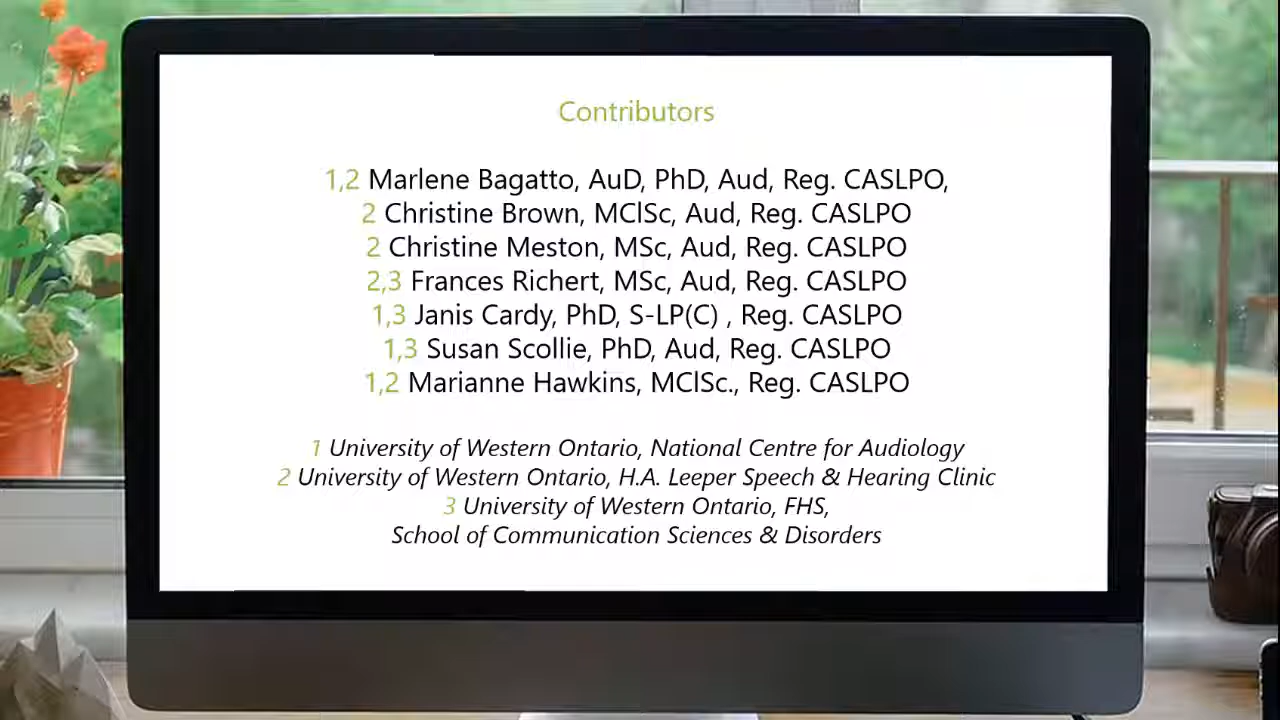 Contributors
1,2 Marlene Bagatto, AuD, PhD, Aud, Reg. CASLPO,
2 Christine Brown, MClSc, Aud, Reg. CASLPO
2 Christine Meston, MSc, Aud, Reg. CASLPO
2,3 Frances Richert, MSc, Aud, Reg. CASLPO
1,3 Janis Cardy, PhD, S-LP(C) , Reg. CASLPO
1,3 Susan Scollie, PhD, Aud, Reg. CASLPO
1,2 Marianne Hawkins, MClSc., Reg. CASLPO
1 University of Western Ontario, National Centre for Audiology
2 University of Western Ontario, H.A. Leeper Speech & Hearing Clinic
3 University of Western Ontario, FHS,
School of Communication Sciences & Disorders